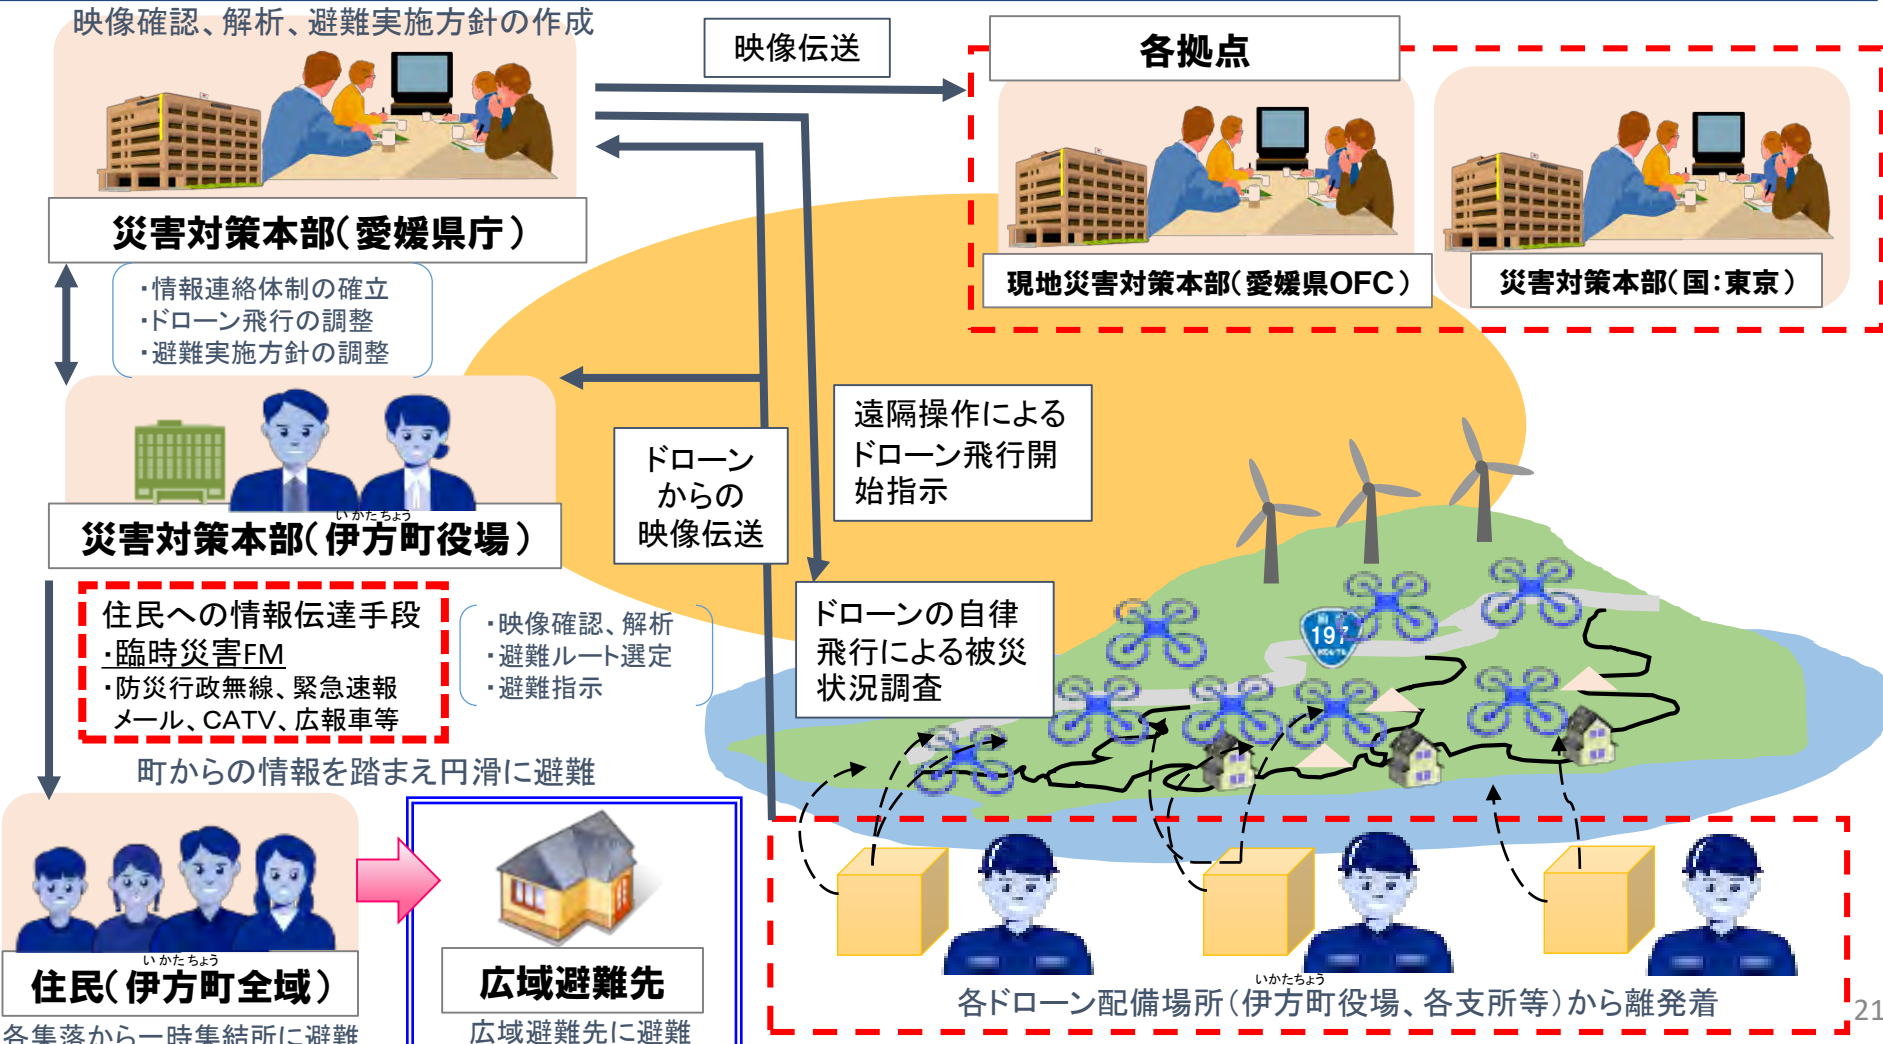 映像確認、解析、避難実施方針の作成
災害対策本部(愛媛県庁)
・情報連絡体制の確立
・ドローン飛行の調整
・避難実施方針の調整
いかたちょう
災害対策本部(伊方町役場)
住民への情報伝達手段
・臨時災害FM
・防災行政無線、緊急速報
メール、CATV、広報車等
・映像確認、解析
・避難ルート選定
・避難指示
町からの情報を踏まえ円滑に避難
いかたちょう
住民(伊方町全域)
各集落から一時集結所に避難
広域避難先
広域避難先に避難
映像伝送
各拠点
現地災害対策本部(愛媛県OFC)
災害対策本部(国:東京)
ドローン
からの
映像伝送
遠隔操作による
ドローン飛行開
始指示
ドローンの自律
飛行による被災
状況調査
197
いかたちょう
各ドローン配備場所(伊方町役場、各支所等)から離発着
21